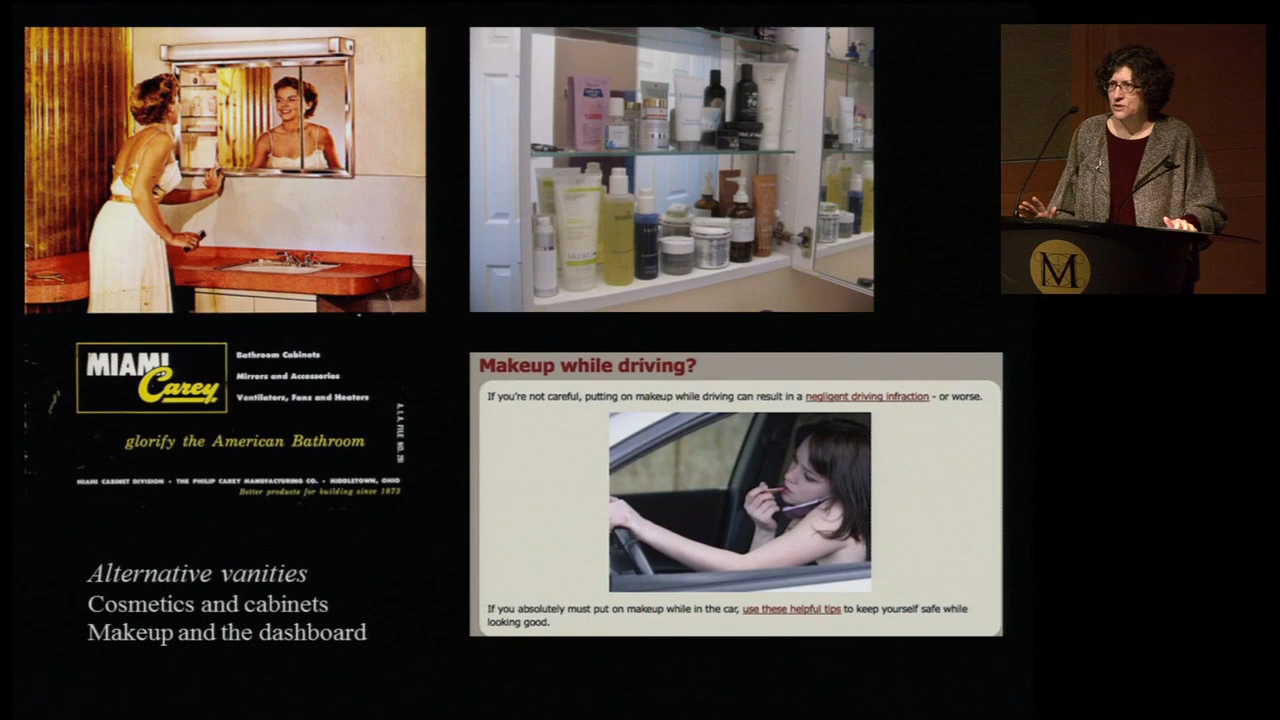 MIAMI
Carey
Bathroom Cabinets
Mirrors and Accessories
Ventilators, Fans and Heaters
A.I.A. FILE NO. 29I
glorify the American Bathroom
MIAMI CABINET DIVISION • THE PHILIP CAREY MANUFACTURING CO. • MIDDLETOWN, OHIO
Better products for building since 1873
Alternative vanities
Cosmetics and cabinets
Makeup and the dashboard
Makeup while driving?
If you're not careful, putting on makeup while driving can result in a negligent driving infraction - or worse.
If you absolutely must put on makeup while in the car, use these helpful tips to keep yourself safe while
looking good.
M